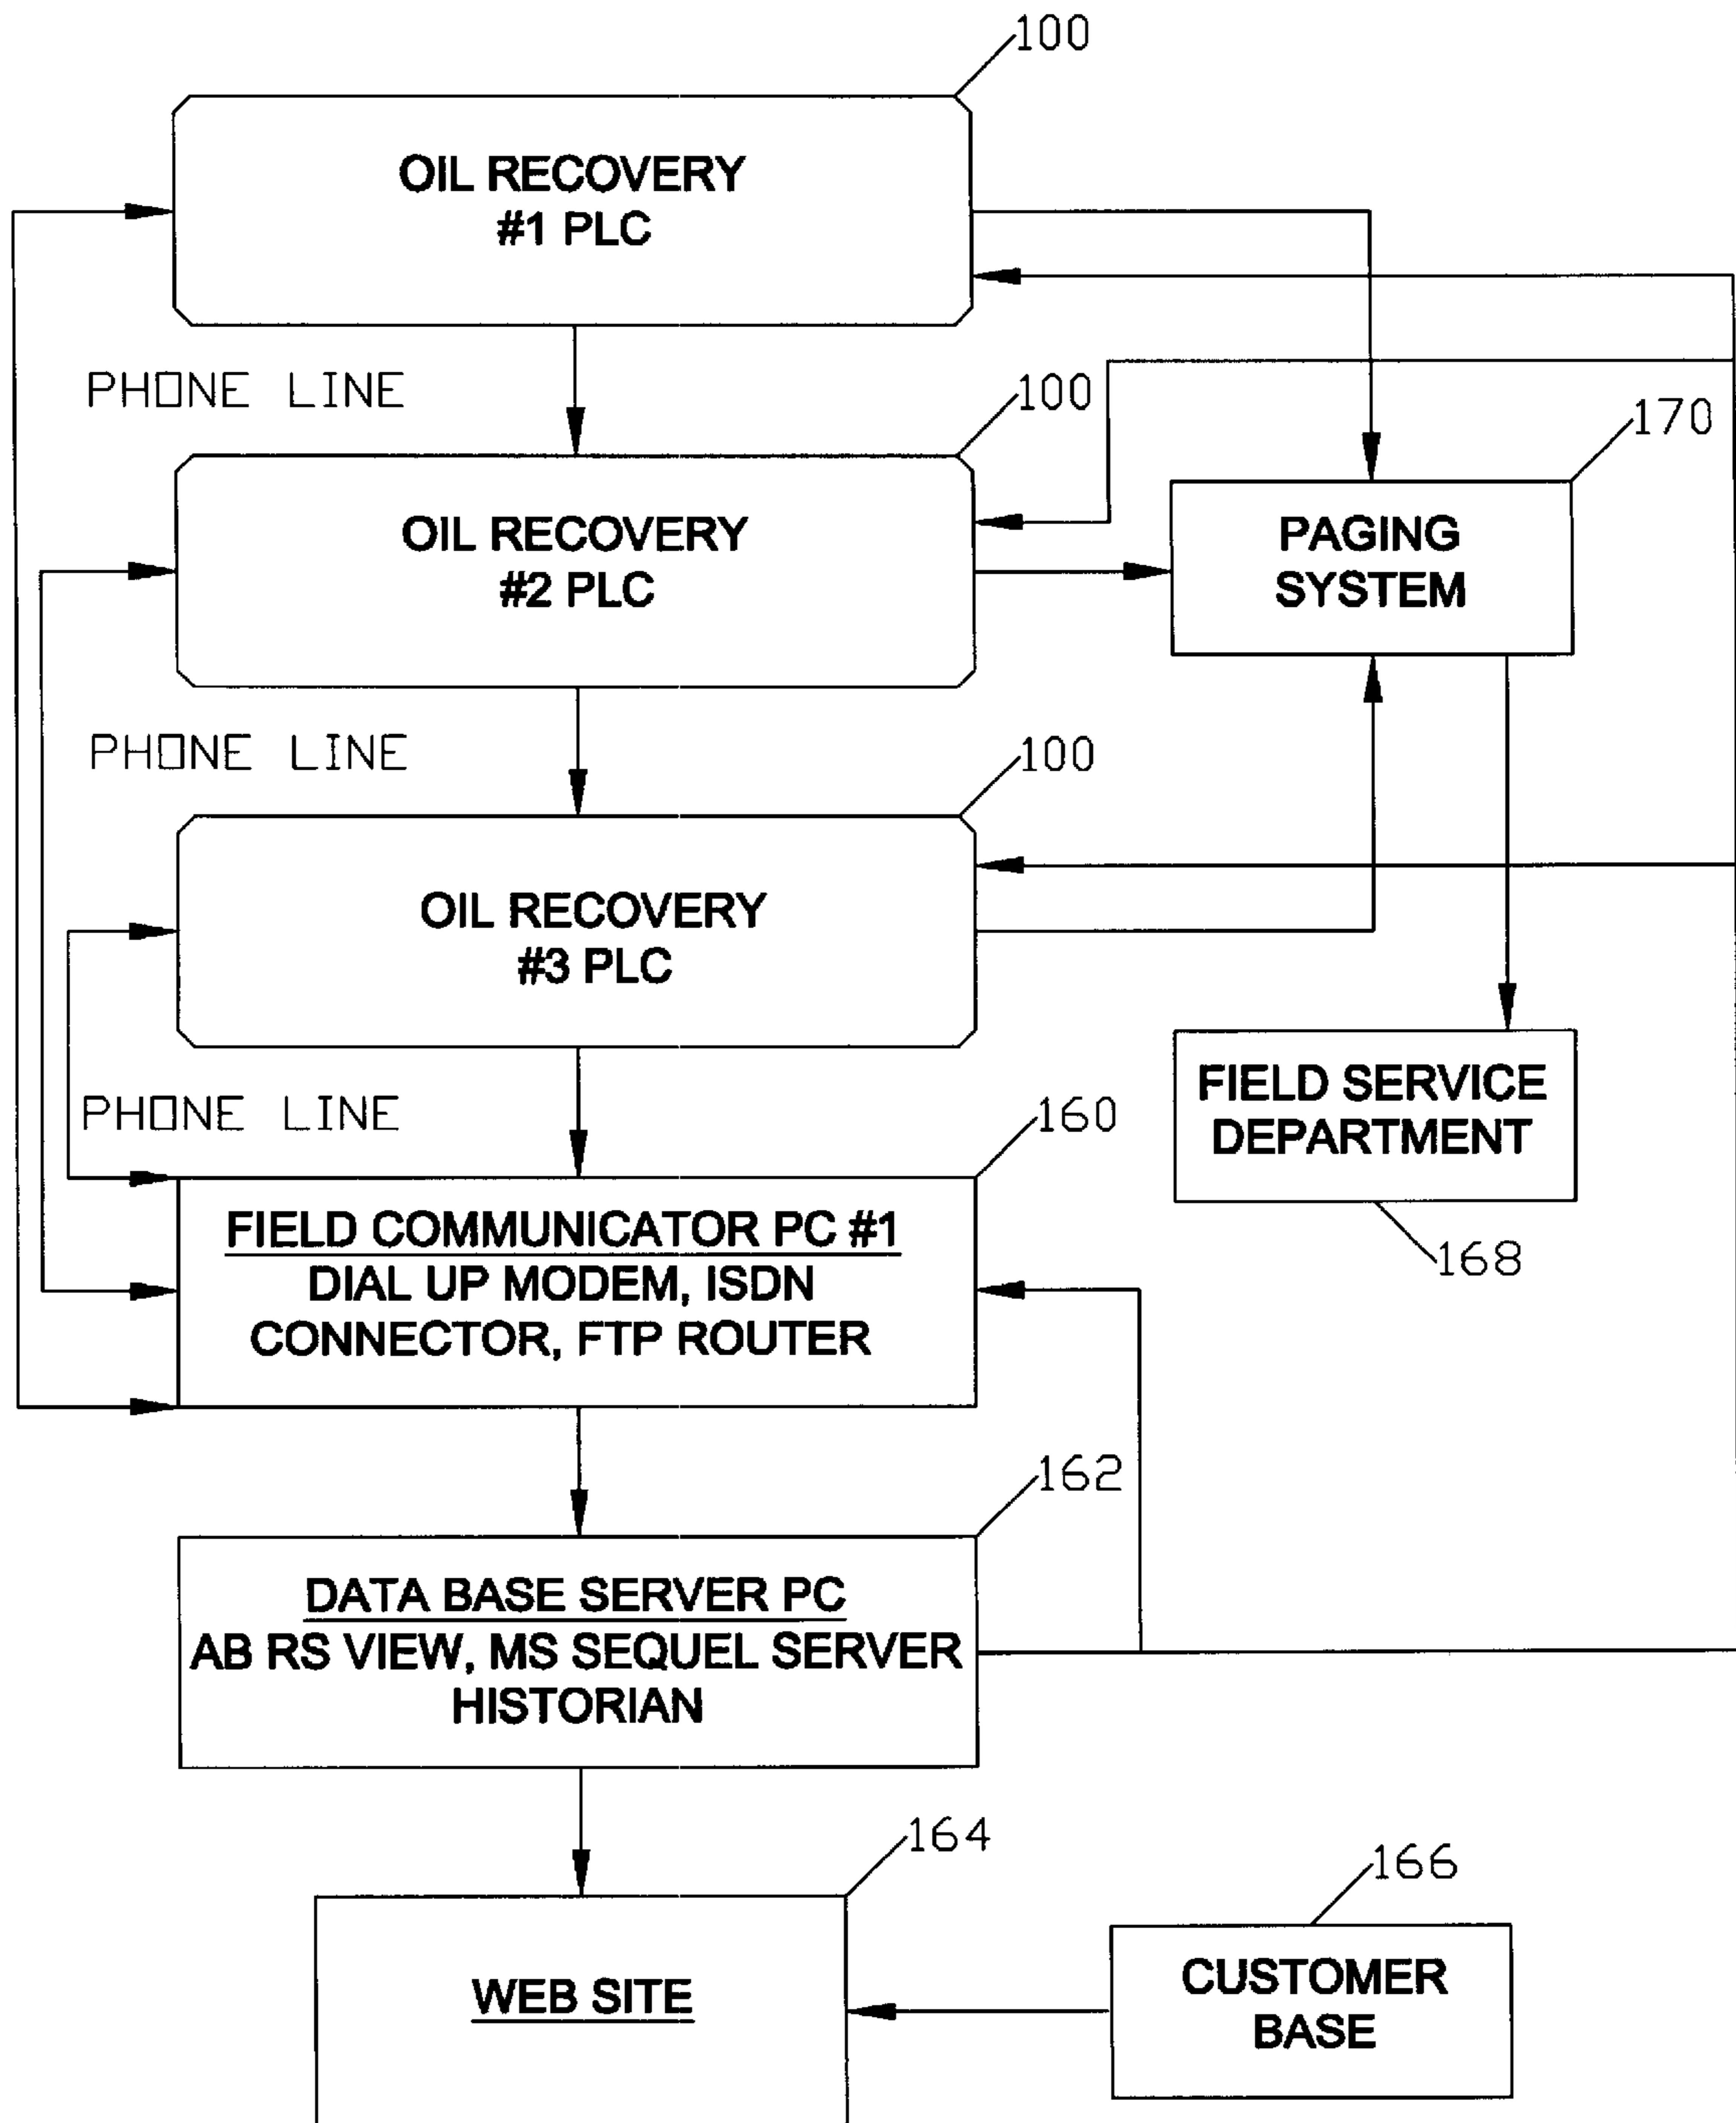 100
OIL RECOVERY
#1 PLC
PHONE LINE
100
170
OIL RECOVERY
#2 PLC
PAGING
SYSTEM
PHONE LINE
100
OIL RECOVERY
#3 PLC
FIELD SERVICE
DEPARTMENT
PHONE LINE
160
168
FIELD COMMUNICATOR PC #1
DIAL UP MODEM, ISDN
CONNECTOR, FTP ROUTER
162
DATA BASE SERVER PC
AB RS VIEW, MS SEQUEL SERVER
HISTORIAN
164
166
WEB SITE
CUSTOMER
BASE